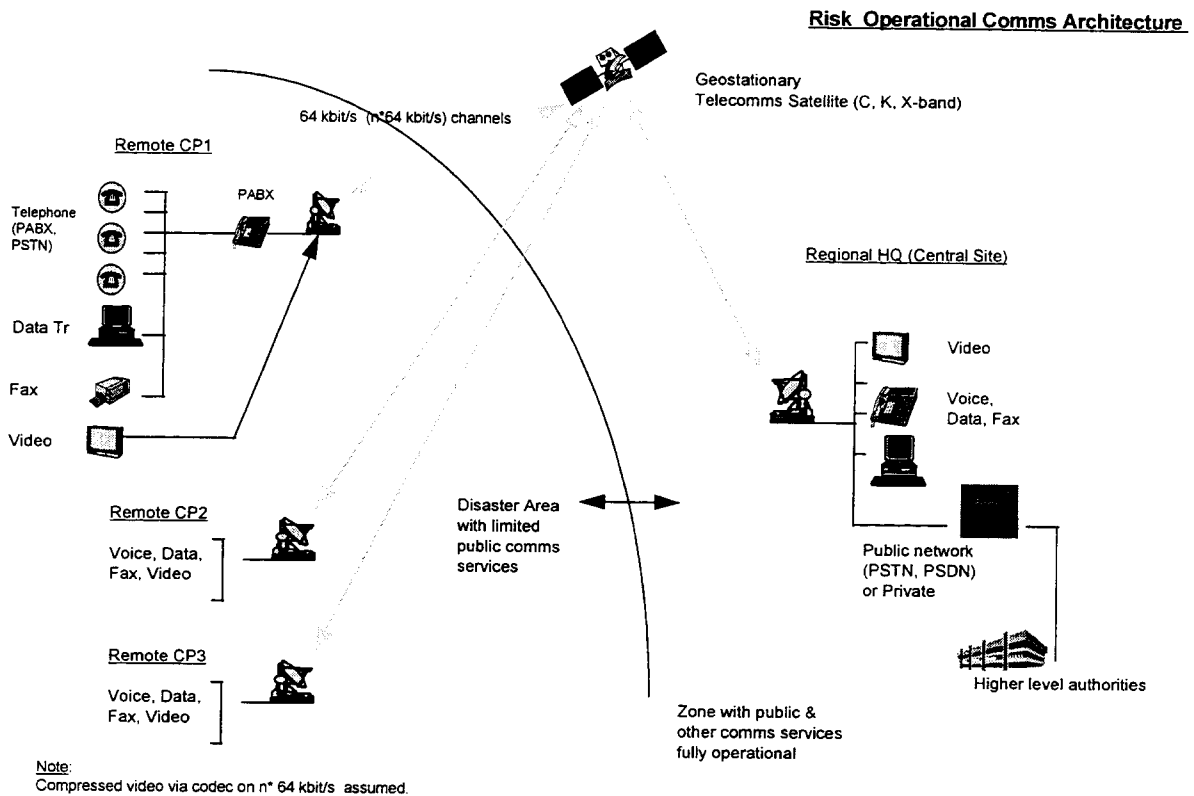 Risk Operational Comms Architecture
Geostationary
Telecomms Satellite (C, K, X-band)
64 kbit/s (n*64 kbit/s) channels
Remote CP1
PABX
Telephone
(PABX,
PSTN)
Data Tr
Fax
Video
Regional HQ (Central Site)
Video
Voice,
Data, Fax
Public network
(PSTN, PSDN)
or Private
Higher level authorities
Remote CP2
Voice, Data,
Fax, Video
Disaster Area
with limited
public comms
services
Remote CP3
Voice, Data,
Fax, Video
Zone with public &
other comms services
fully operational
Note:
Compressed video via codec on n* 64 kbit/s assumed.